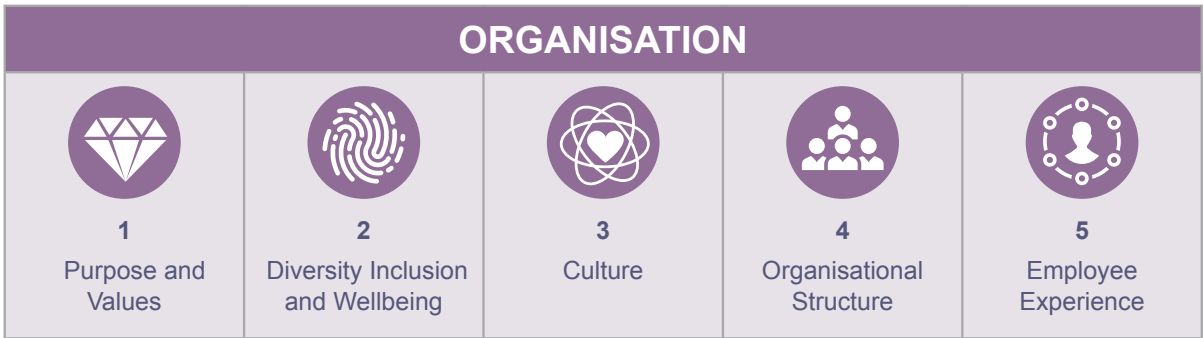 ORGANISATION
1
Purpose and
Values
2
Diversity Inclusion
and Wellbeing
3
Culture
4
Organisational
Structure
5
Employee
Experience